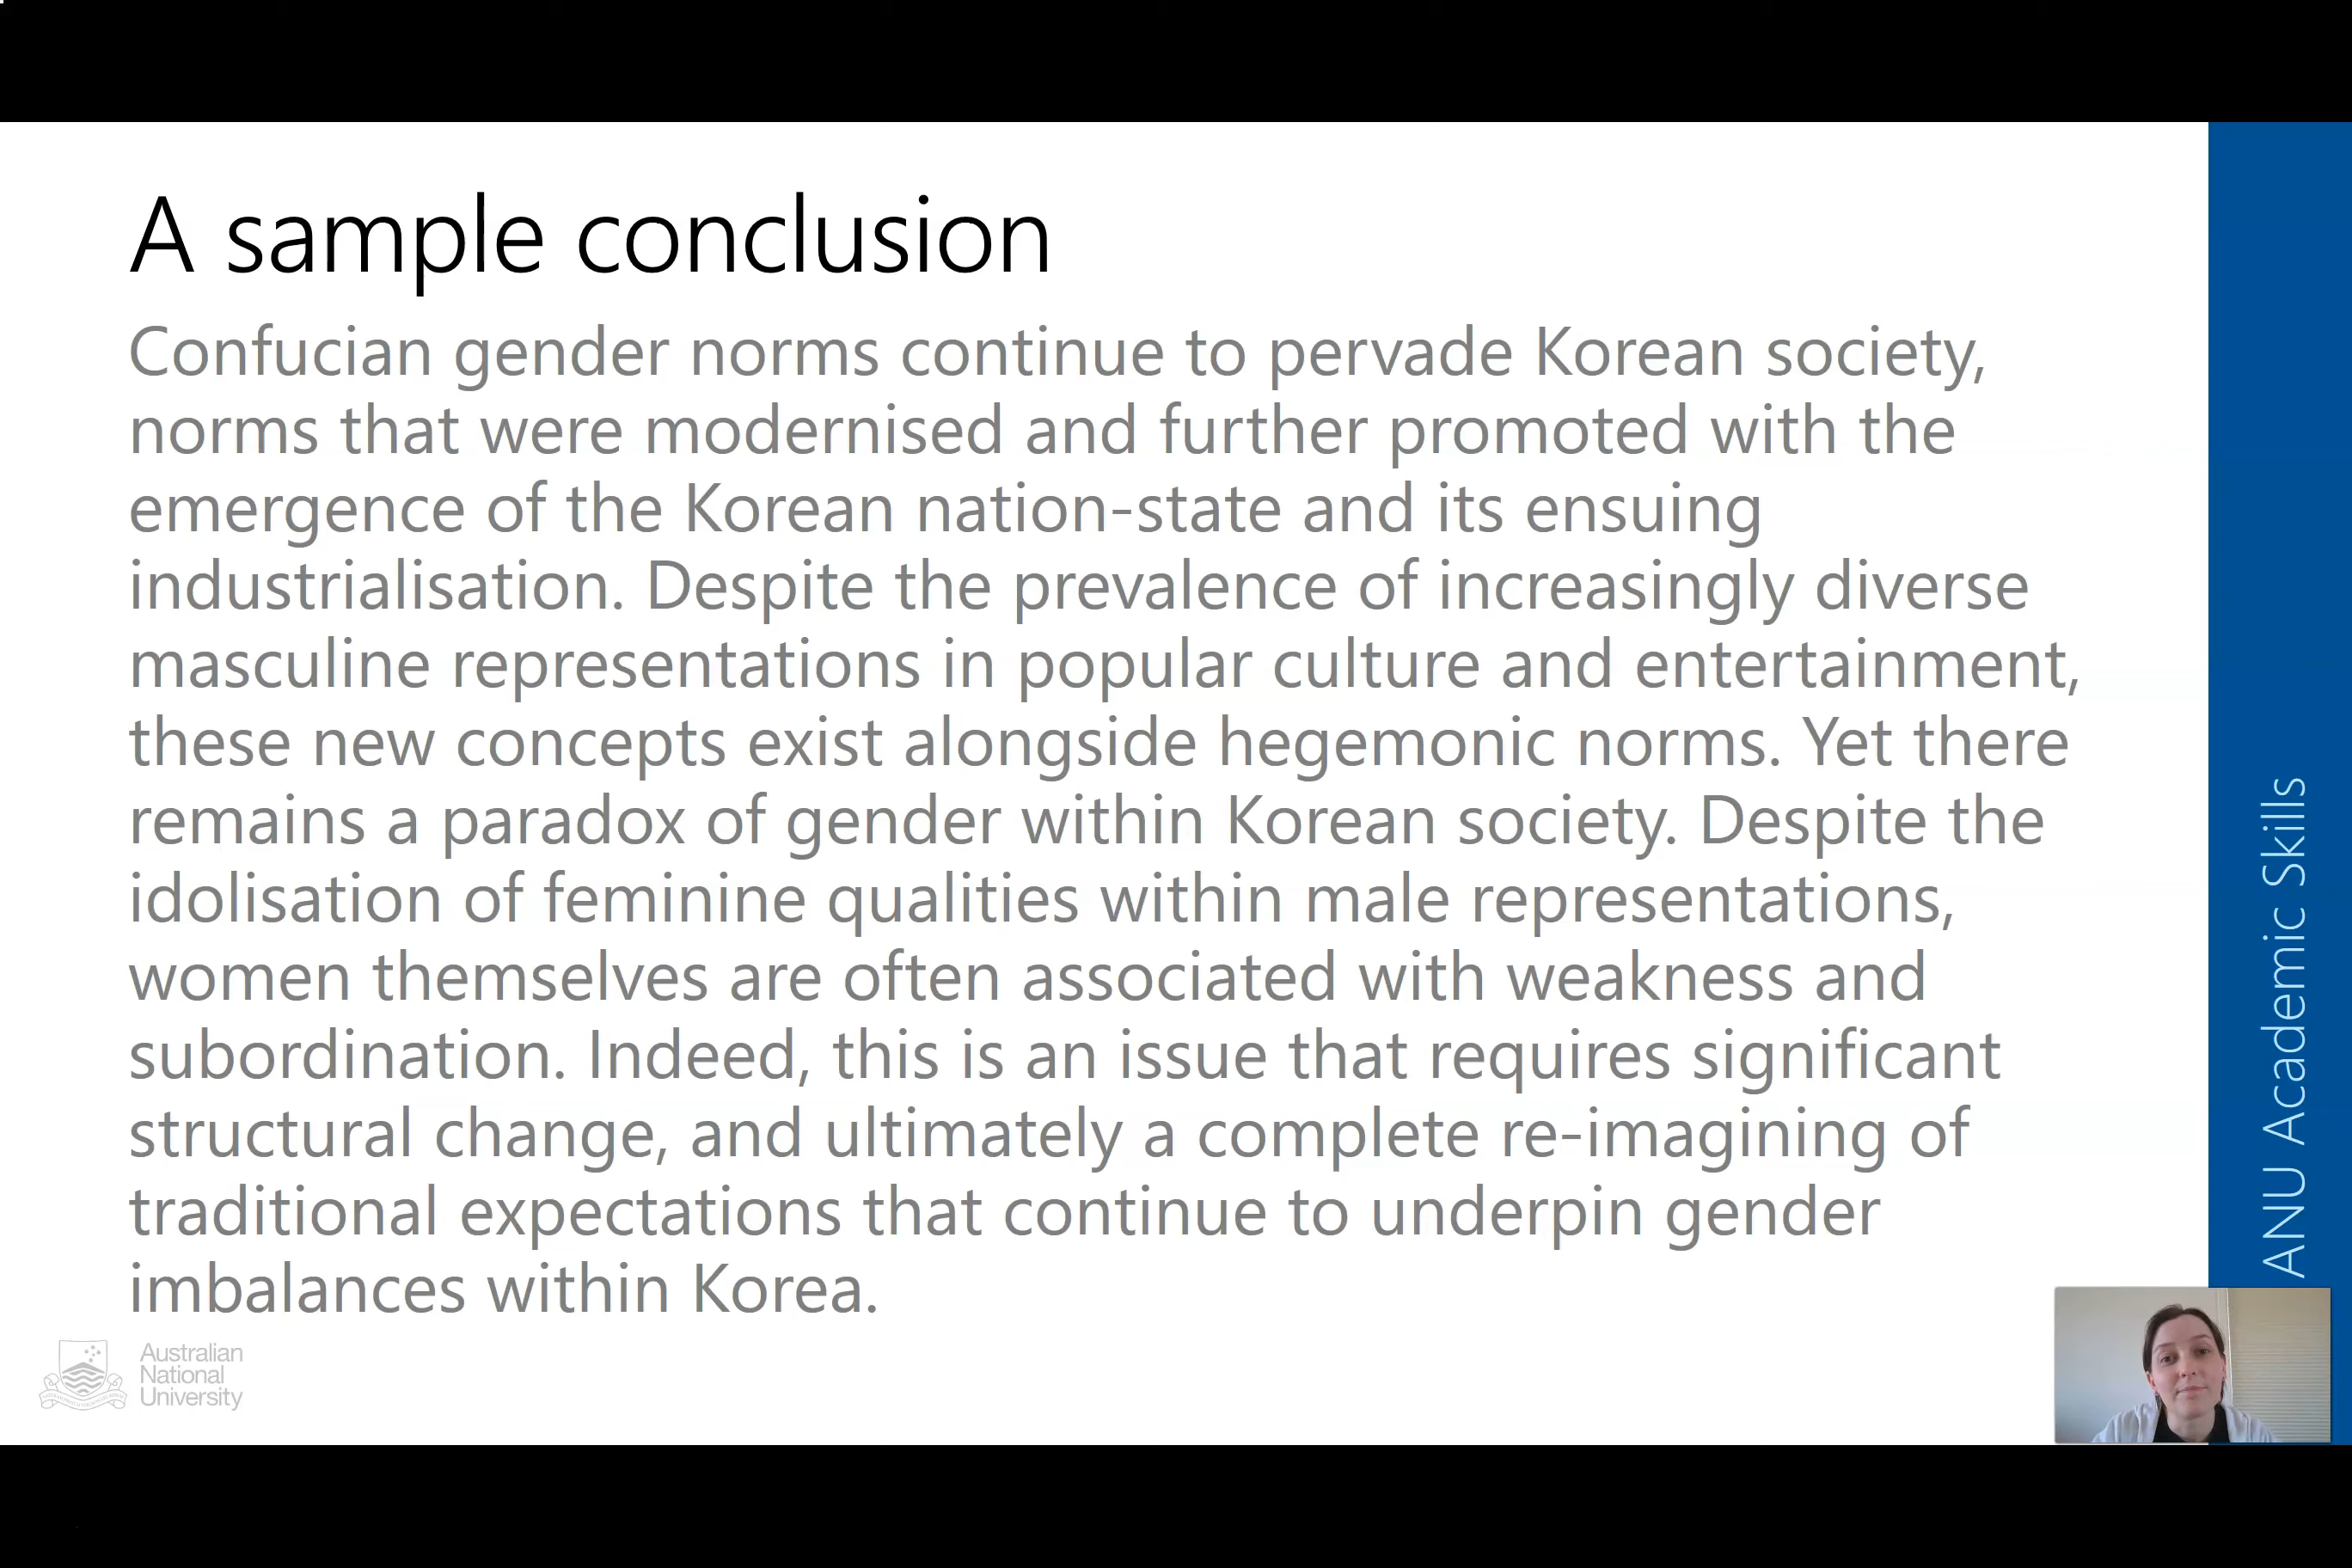 A sample conclusion
Confucian gender norms continue to pervade Korean society,
norms that were modernised and further promoted with the
emergence of the Korean nation-state and its ensuing
industrialisation. Despite the prevalence of increasingly diverse
masculine representations in popular culture and entertainment,
these new concepts exist alongside hegemonic norms. Yet there
remains a paradox of gender within Korean society. Despite the
idolisation of feminine qualities within male representations,
women themselves are often associated with weakness and
subordination. Indeed, this is an issue that requires significant
structural change, and ultimately a complete re-imagining of
traditional expectations that continue to underpin gender
imbalances within Korea.
Australian
National
University
ANU Academic Skills